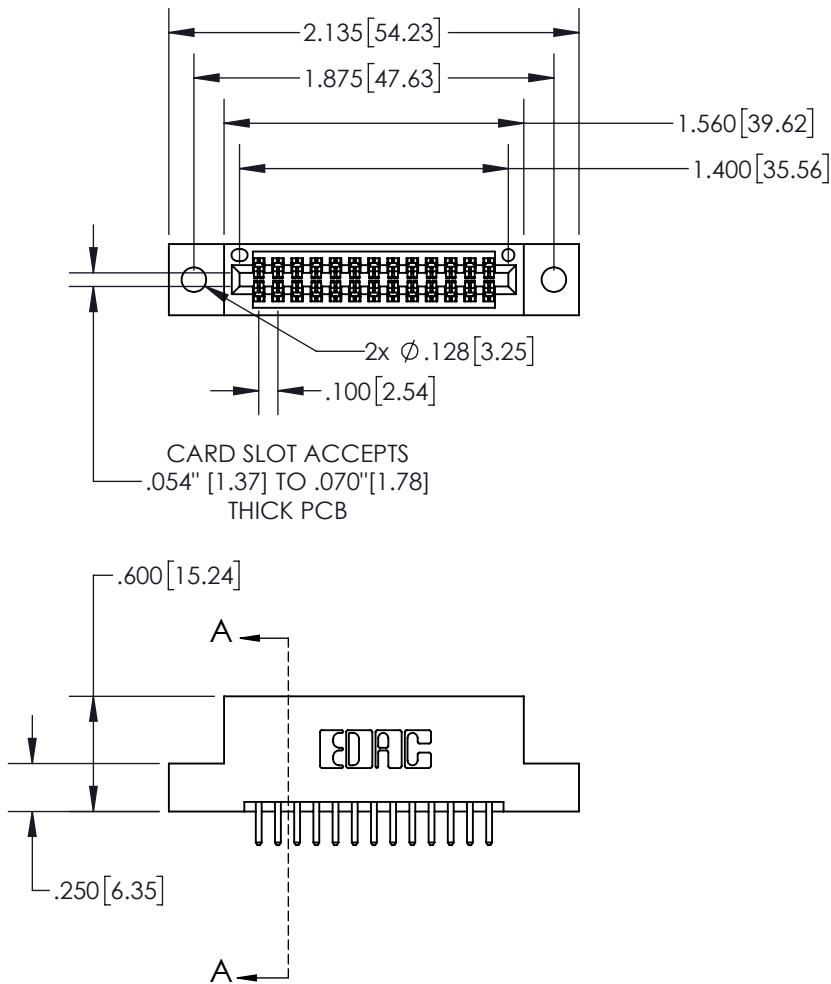 2.135[54.23]
1.875[47.63]
1.560[39.62]
1.400[35.56]
2x ∅.128[3.25]
.100[2.54]
CARD SLOT ACCEPTS
.054" [1.37] TO .070"[1.78]
THICK PCB
.600[15.24]
A
EDAC
.250[6.35]
A